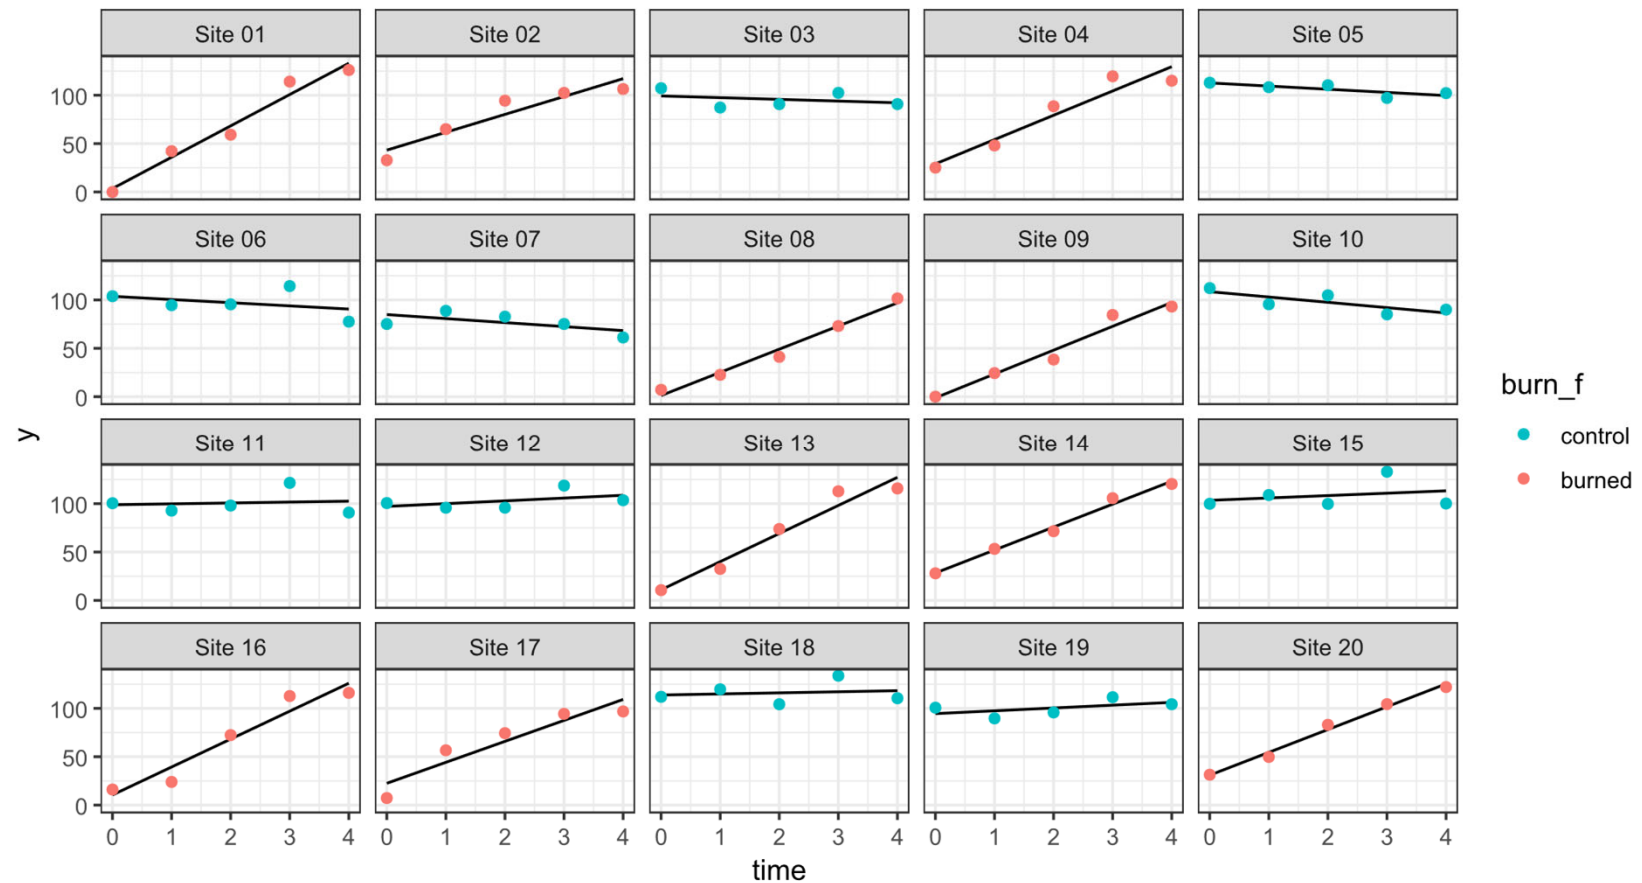 Site 01 Site 02 Site 03 Site 04 Site 05
100
50
0
Site 06 Site 07 Site 08 Site 09 Site 10
100
50
0
Site 11 Site 12 Site 13 Site 14 Site 15
100
50
0
Site 16 Site 17 Site 18 Site 19 Site 20
100
50
0
0 1 2 3 4 0 1 2 3 4 0 1 2 3 4 0 1 2 3 4 0 1 2 3 4
time
y
burn_f
control
burned